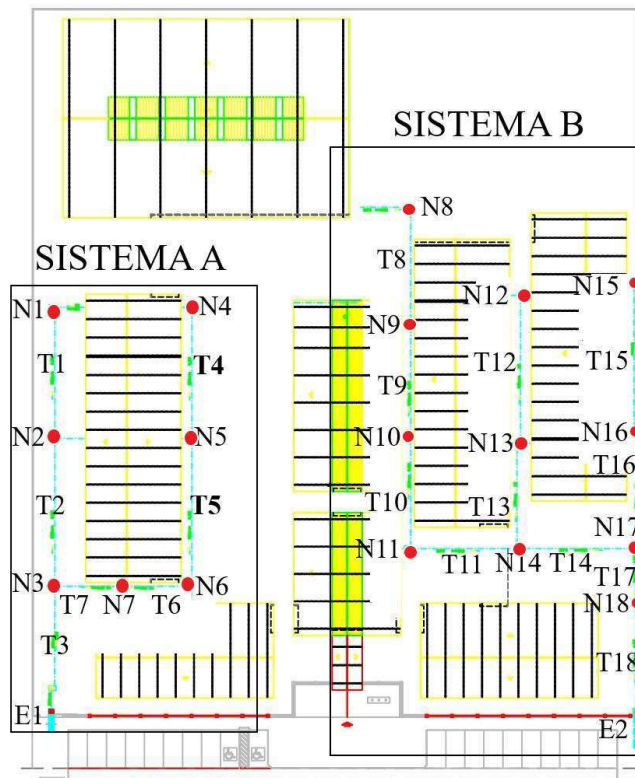 SISTEMA B
N8
SISTEMA A
T8
N1
N4
N12
N15
N9
T1
T4
T12
T15
T9
N2
N5
N10
N13
N16
T16
T2
T5
T10
T13
N11
T11
N14
T14
N17
T17
N3
T7
N7
T6
N6
N18
T3
T18
E1
E2